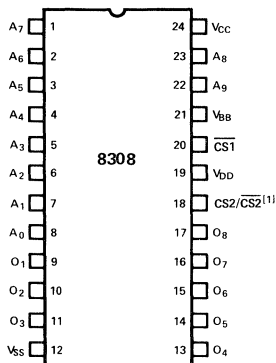 A7 1 24 VCC
A6 2 23 A8
A5 3 22 A9
A4 4 21 VBB
A3 5 20 C̅S̅1̅
8308
A2 6 19 VDD
A1 7 18 CS2/C̅S̅2̅[1]
A0 8 17 O8
O1 9 16 O7
O2 10 15 O6
O3 11 14 O5
VSS 12 13 O4